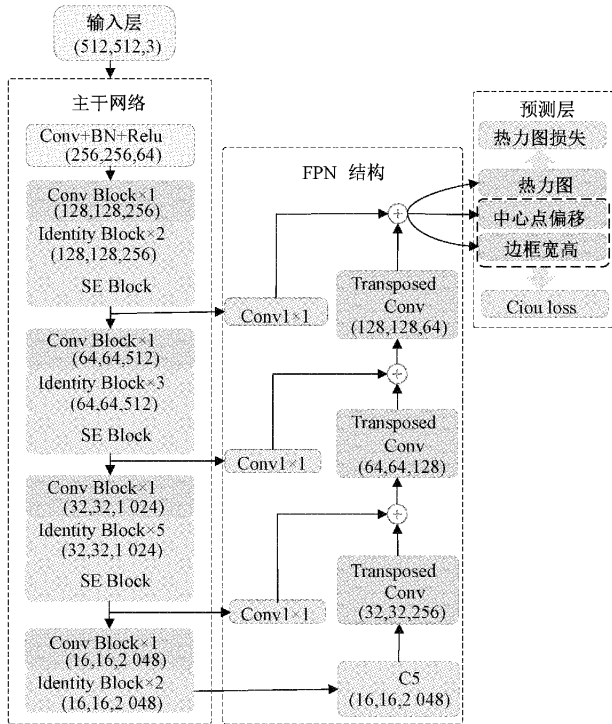 输入层
(512,512,3)
主干网络
Conv+BN+Relu
(256,256,64)
Conv Block×1
(128,128,256)
Identity Block×2
(128,128,256)
SE Block
Conv Block×1
(64,64,512)
Identity Block×3
(64,64,512)
SE Block
Conv Block×1
(32,32,1 024)
Identity Block×5
(32,32,1 024)
SE Block
Conv Block×1
(16,16,2 048)
Identity Block×2
(16,16,2 048)
FPN 结构
Conv1×1
Transposed
Conv
(128,128,64)
Conv1×1
Transposed
Conv
(64,64,128)
Conv1×1
Transposed
Conv
(32,32,256)
C5
(16,16,2 048)
预测层
热力图损失
热力图
中心点偏移
边框宽高
Ciou loss